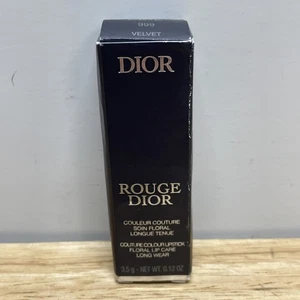 999
VELVET
DIOR
ROUGE
DIOR
COULEUR COUTURE
SOIN FLORAL
LONGUE TENUE
COUTURE COLOUR LIPSTICK
FLORAL LIP CARE
LONG WEAR
3.5 g - NET WT. 0.12 OZ